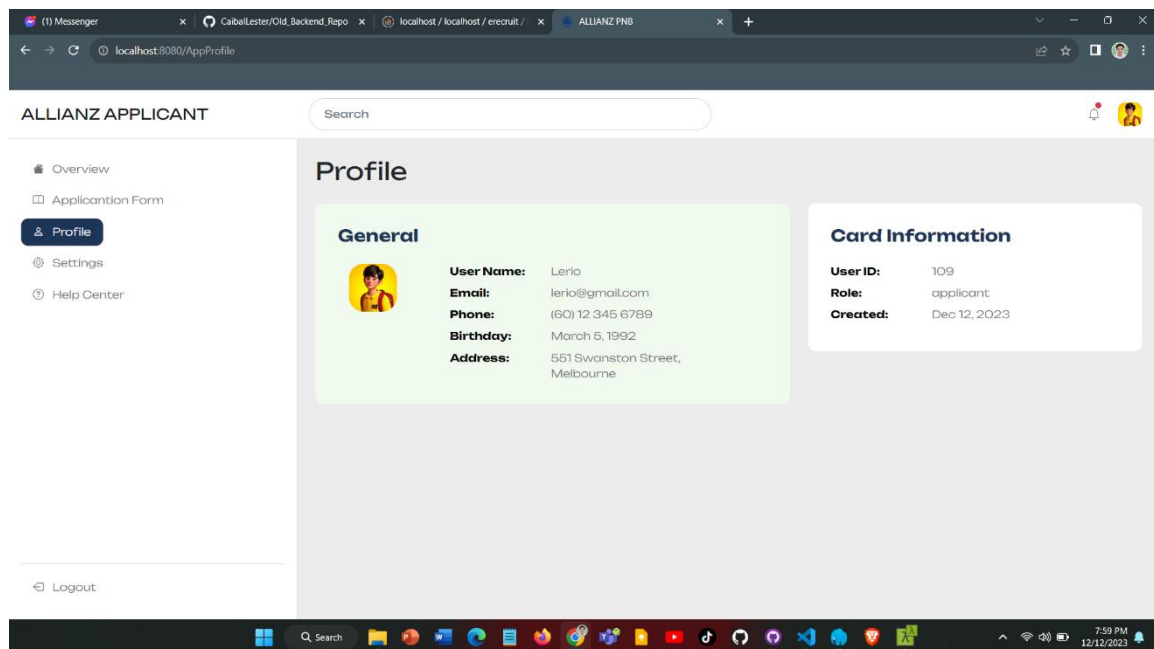 (1) Messenger
CaibalLester/Old_Backend_Repo
localhost / localhost / erecruit /
ALLIANZ PNB
localhost:8080/AppProfile
ALLIANZ APPLICANT
Search
Overview
Applicantion Form
Profile
Settings
Help Center
Logout
Profile
General
User Name: Lerio
Email: lerio@gmail.com
Phone: (60) 12 345 6789
Birthday: March 5, 1992
Address: 551 Swanston Street,
Melbourne
Card Information
User ID: 109
Role: applicant
Created: Dec 12, 2023
Search
7:59 PM
12/12/2023